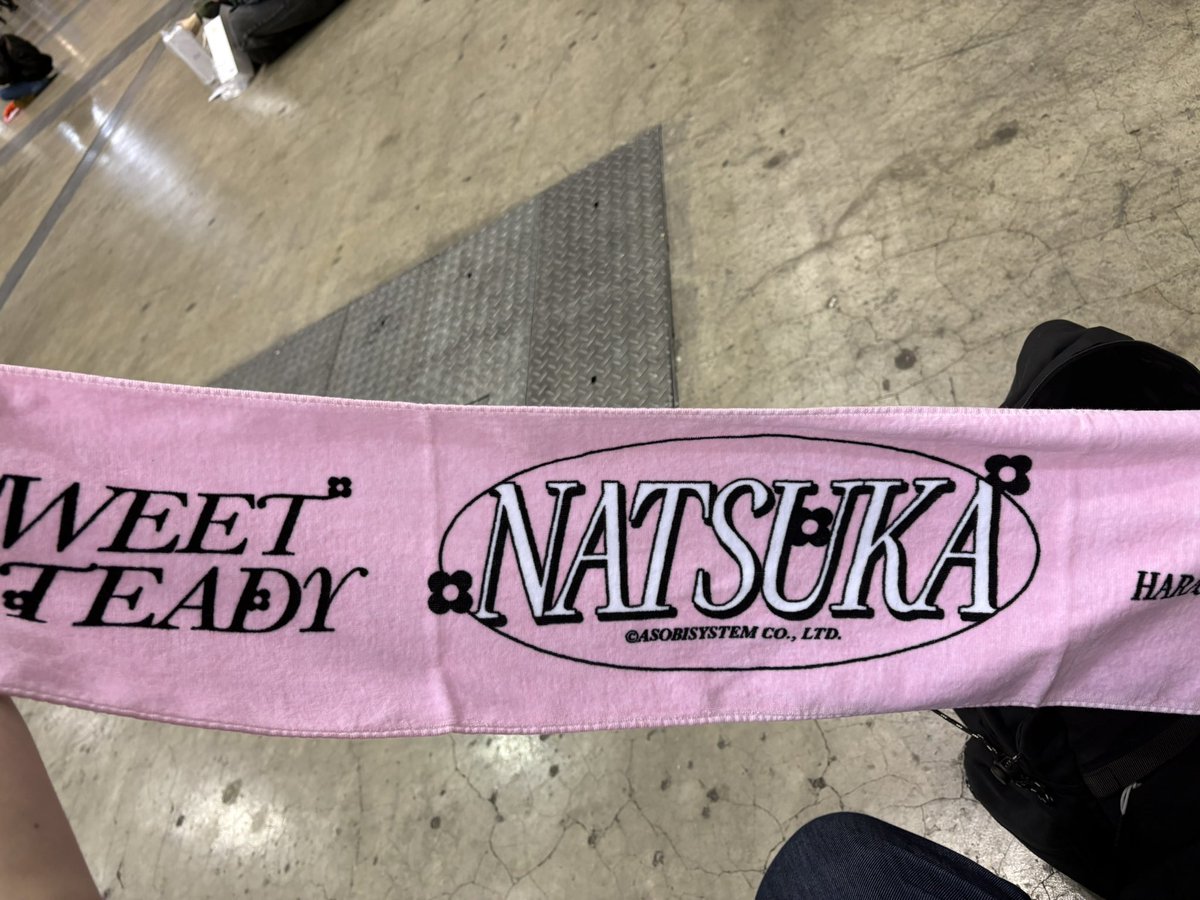 WEET
TEADY
NATSUKA
©ASOBISYSTEM CO., LTD.